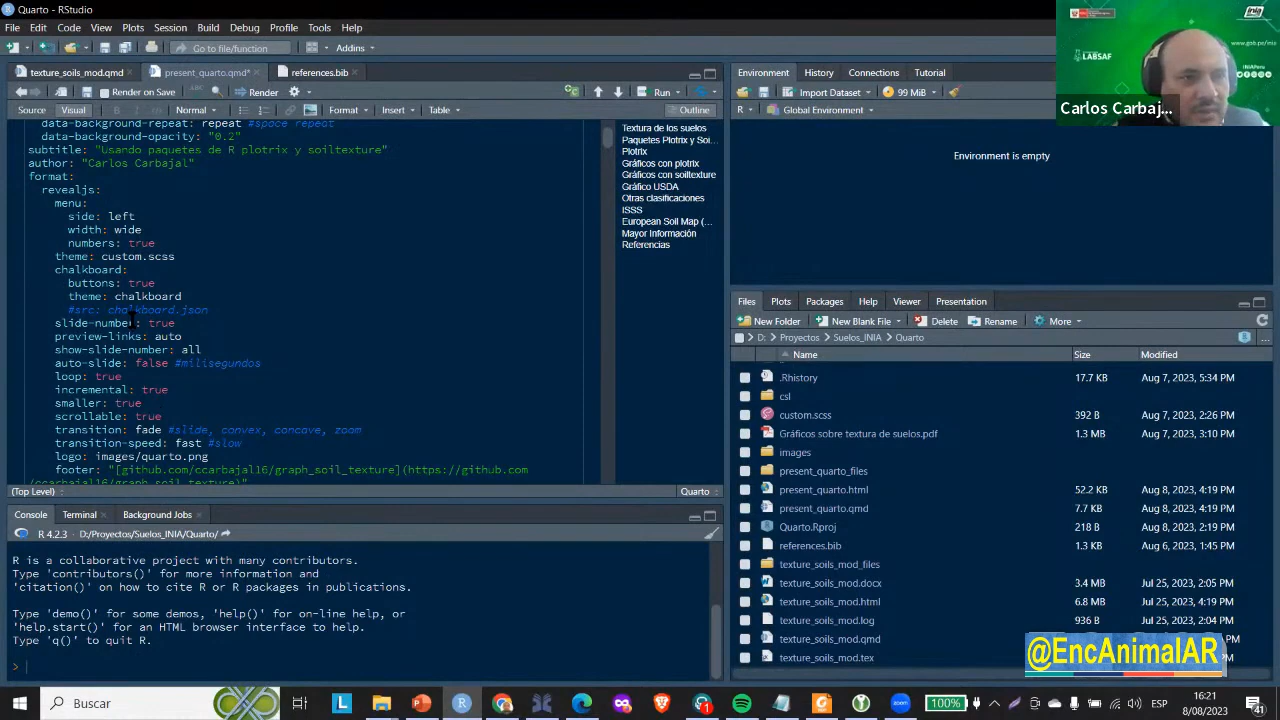 Quarto - RStudio
File Edit Code View Plots Session Build Debug Profile Tools Help
Go to file/function
Addins
texture_soils_mod.qmd
present_quarto.qmd*
references.bib
Render on Save
Render
Run
Source Visual
Normal
Format
Insert
Table
Outline
data-background-repeat: repeat #space repeat
data-background-opacity: "0.2"
subtitle: "Usando paquetes de R plotrix y soiltexture"
author: "Carlos Carbajal"
format:
revealjs:
menu:
side: left
width: wide
numbers: true
theme: custom.scss
chalkboard:
buttons: true
theme: chalkboard
#src: chalkboard.json
slide-number: true
preview-links: auto
show-slide-number: all
auto-slide: false #milisegundos
loop: true
incremental: true
smaller: true
scrollable: true
transition: fade #slide, convex, concave, zoom
transition-speed: fast #slow
logo: images/quarto.png
footer: "[github.com/ccarbajal16/graph_soil_texture](https://github.com
/ccarbajal16/graph_soil_texture)"
Textura de los suelos
Paquetes Plotrix y Soi...
Plotrix
Gráficos con plotrix
Gráficos con soiltexture
Gráfico USDA
Otras clasificaciones
ISSS
European Soil Map (...
Mayor Información
Referencias
(Top Level)
Quarto
Console Terminal Background Jobs
R 4.2.3 · D:/Proyectos/Suelos_INIA/Quarto/
R is a collaborative project with many contributors.
Type 'contributors()' for more information and
'citation()' on how to cite R or R packages in publications.
Type 'demo()' for some demos, 'help()' for on-line help, or
'help.start()' for an HTML browser interface to help.
Type 'q()' to quit R.
>
Environment History Connections Tutorial
Import Dataset
99 MiB
R
Global Environment
Environment is empty
Files Plots Packages Help Viewer Presentation
New Folder New Blank File Delete Rename More
D: Proyectos Suelos_INIA Quarto
Name Size Modified
.Rhistory 17.7 KB Aug 7, 2023, 5:34 PM
csl
custom.scss 392 B Aug 7, 2023, 2:26 PM
Gráficos sobre textura de suelos.pdf 1.3 MB Aug 7, 2023, 3:10 PM
images
present_quarto_files
present_quarto.html 52.2 KB Aug 8, 2023, 4:19 PM
present_quarto.qmd 7.7 KB Aug 8, 2023, 4:19 PM
Quarto.Rproj 218 B Aug 8, 2023, 2:19 PM
references.bib 1.3 KB Aug 6, 2023, 1:45 PM
texture_soils_mod_files
texture_soils_mod.docx 3.4 MB Jul 25, 2023, 2:05 PM
texture_soils_mod.html 6.8 MB Jul 25, 2023, 4:19 PM
texture_soils_mod.log 936 B Jul 25, 2023, 2:04 PM
texture_soils_mod.qmd
texture_soils_mod.tex
inia
www.gob.pe/inia
LABSAF
INIAPeru
Carlos Carbaj...
@EncAnimalAR
Buscar
100%
ESP
16:21
8/08/2023
41